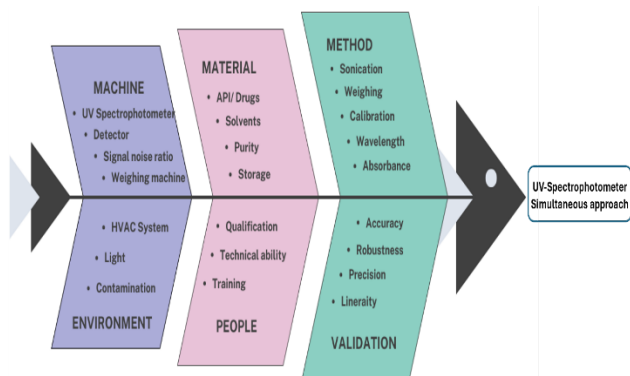 MACHINE
• UV Spectrophotometer
• Detector
• Signal noise ratio
• Weighing machine
MATERIAL
• API/ Drugs
• Solvents
• Purity
• Storage
METHOD
• Sonication
• Weighing
• Calibration
• Wavelength
• Absorbance
UV-Spectrophotometer
Simultaneous approach
• HVAC System
• Light
• Contamination
ENVIRONMENT
• Qualification
• Technical ability
• Training
PEOPLE
• Accuracy
• Robustness
• Precision
• Lineraity
VALIDATION